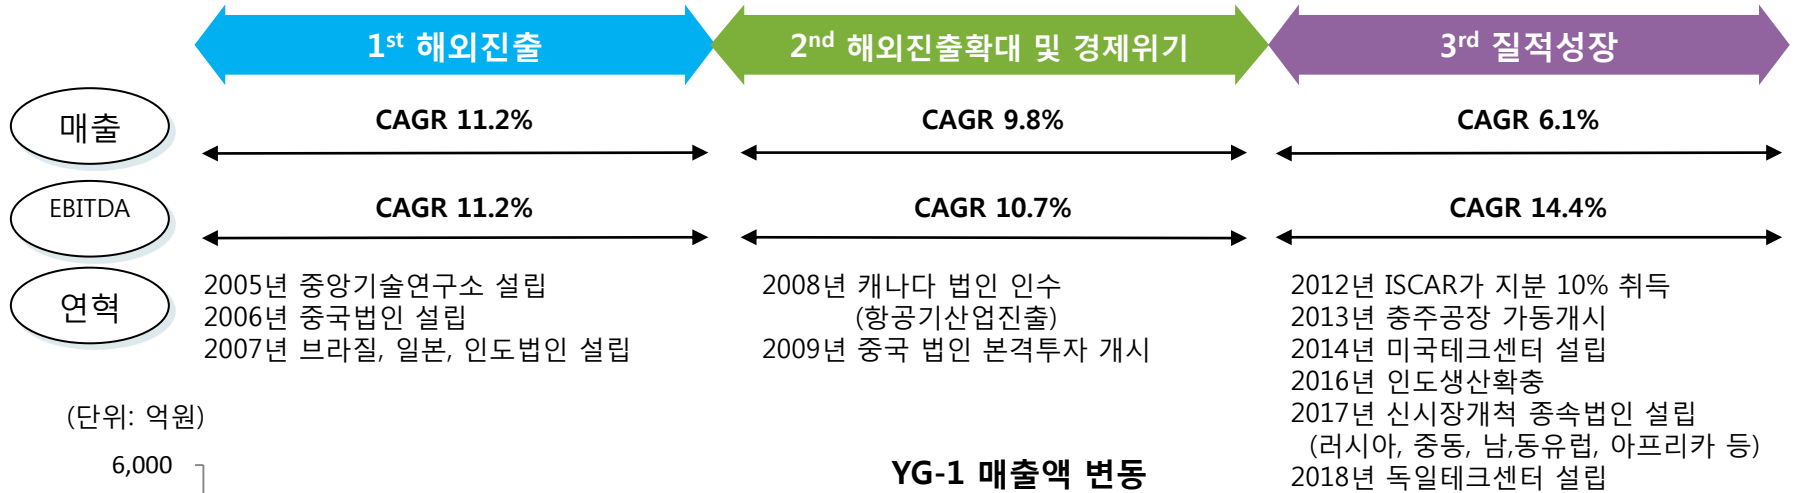 1st 해외진출
2nd 해외진출확대 및 경제위기
3rd 질적성장
매출
CAGR 11.2%
CAGR 9.8%
CAGR 6.1%
EBITDA
CAGR 11.2%
CAGR 10.7%
CAGR 14.4%
연혁
2005년 중앙기술연구소 설립
2006년 중국법인 설립
2007년 브라질, 일본, 인도법인 설립
2008년 캐나다 법인 인수
(항공기산업진출)
2009년 중국 법인 본격투자 개시
2012년 ISCAR가 지분 10% 취득
2013년 충주공장 가동개시
2014년 미국테크센터 설립
2016년 인도생산확충
2017년 신시장개척 종속법인 설립
(러시아, 중동, 남,동유럽, 아프리카 등)
2018년 독일테크센터 설립
(단위: 억원)
6,000
YG-1 매출액 변동